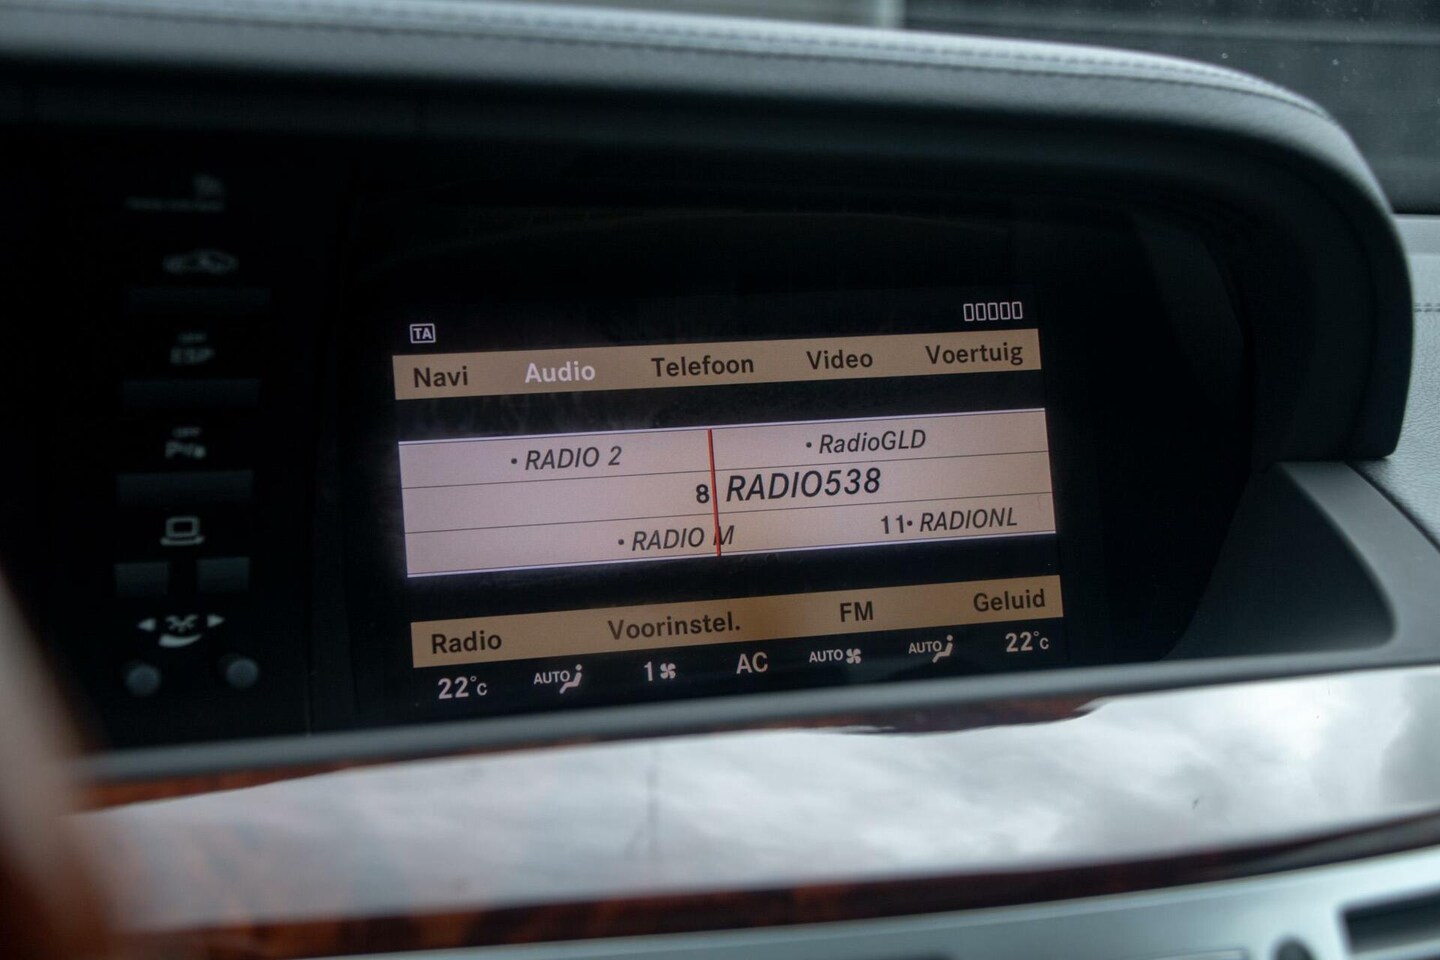 TA
Navi Audio Telefoon Video Voertuig
• RADIO 2 • RadioGLD
8 RADIO538
• RADIO M 11• RADIONL
Radio Voorinstel. FM Geluid
22°C AUTO 1 AC AUTO AUTO 22°C
ESP